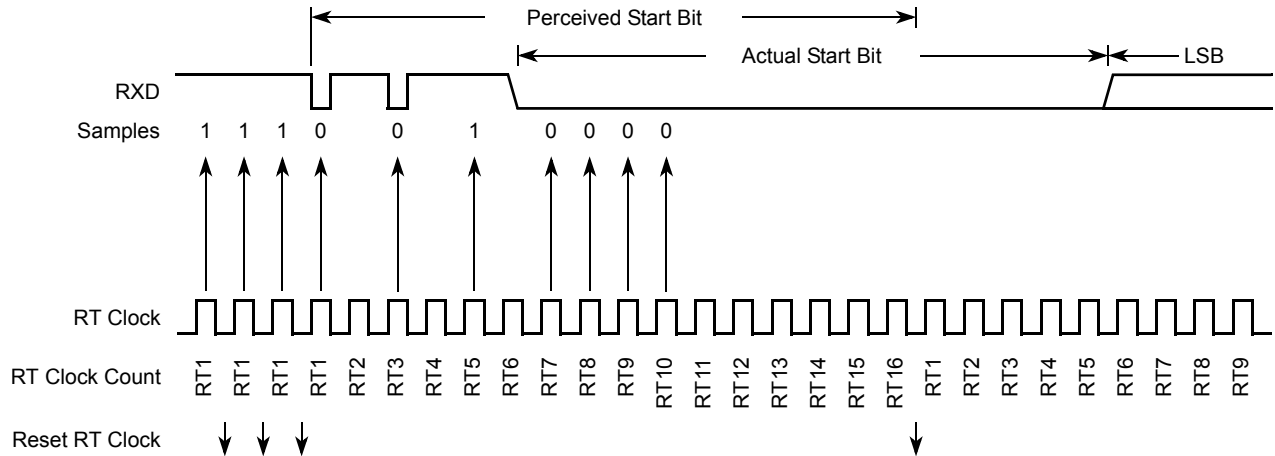 Perceived Start Bit
Actual Start Bit LSB
RXD
Samples 1 1 1 0 0 1 0 0 0 0
RT Clock
RT Clock Count RT1 RT1 RT1 RT1 RT2 RT3 RT4 RT5 RT6 RT7 RT8 RT9 RT10 RT11 RT12 RT13 RT14 RT15 RT16 RT1 RT2 RT3 RT4 RT5 RT6 RT7 RT8 RT9
Reset RT Clock